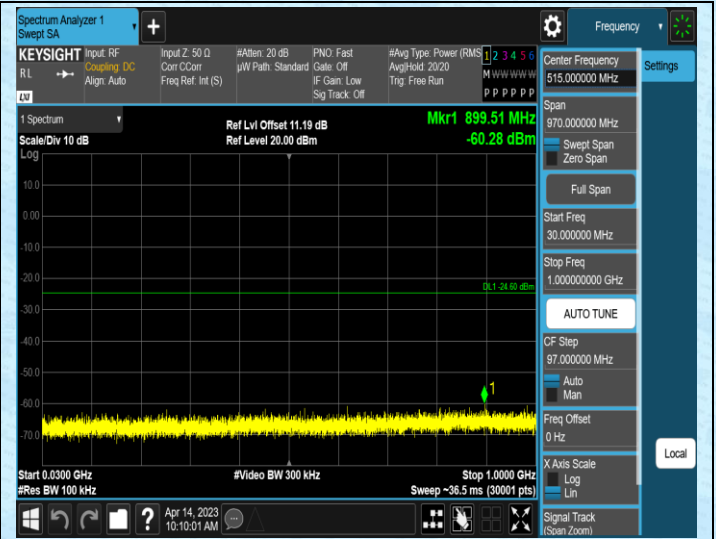 Spectrum Analyzer 1
Swept SA
+
Frequency
KEYSIGHT
RL
LXI
Input: RF
Coupling: DC
Align: Auto
Input Z: 50 Ω
Corr CCorr
Freq Ref: Int (S)
#Atten: 20 dB
µW Path: Standard
PNO: Fast
Gate: Off
IF Gain: Low
Sig Track: Off
#Avg Type: Power (RMS
Avg|Hold: 20/20
Trig: Free Run
1 2 3 4 5 6
M W W W W W
P P P P P P
1 Spectrum
Scale/Div 10 dB
Log
Ref Lvl Offset 11.19 dB
Ref Level 20.00 dBm
Mkr1 899.51 MHz
-60.28 dBm
10.0
0.00
-10.0
-20.0
DL1 -24.60 dBm
-30.0
-40.0
-50.0
1
-60.0
-70.0
Start 0.0300 GHz
#Res BW 100 kHz
#Video BW 300 kHz
Stop 1.0000 GHz
Sweep ~36.5 ms (30001 pts)
Apr 14, 2023
10:10:01 AM
?
Center Frequency
515.000000 MHz
Settings
Span
970.000000 MHz
Swept Span
Zero Span
Full Span
Start Freq
30.000000 MHz
Stop Freq
1.000000000 GHz
AUTO TUNE
CF Step
97.000000 MHz
Auto
Man
Freq Offset
0 Hz
X Axis Scale
Log
Lin
Local
Signal Track
(Span Zoom)